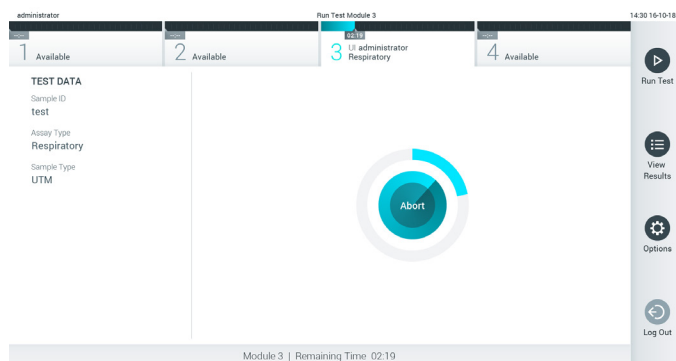 administrator
Run Test Module 3
14:30 16-10-18
--:--
1 Available
--:--
2 Available
02:19
3 UI administrator
Respiratory
--:--
4 Available
TEST DATA
Sample ID
test
Assay Type
Respiratory
Sample Type
UTM
Abort
Run Test
View
Results
Options
Log Out
Module 3 | Remaining Time 02:19